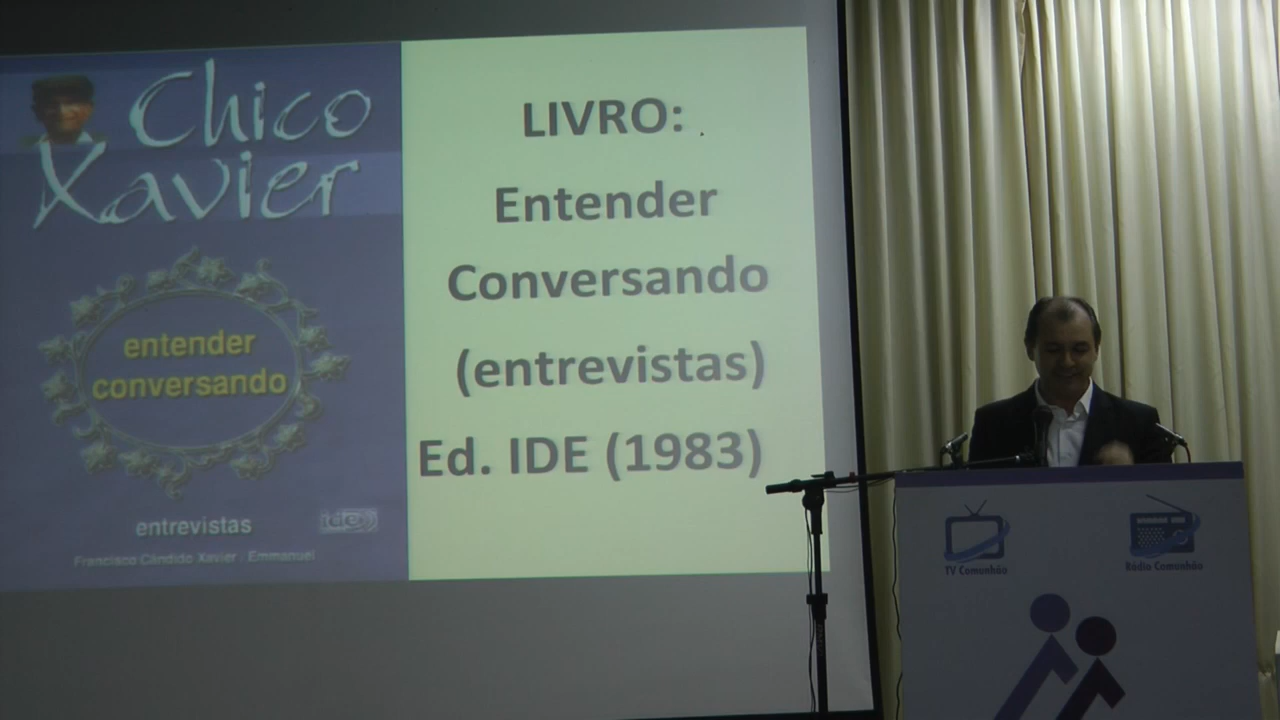 Chico
Xavier
entender
conversando
entrevistas
ide
Francisco Cândido Xavier / Emmanuel
LIVRO:
Entender
Conversando
(entrevistas)
Ed. IDE (1983)
TV Comunhão
Rádio Comunhão